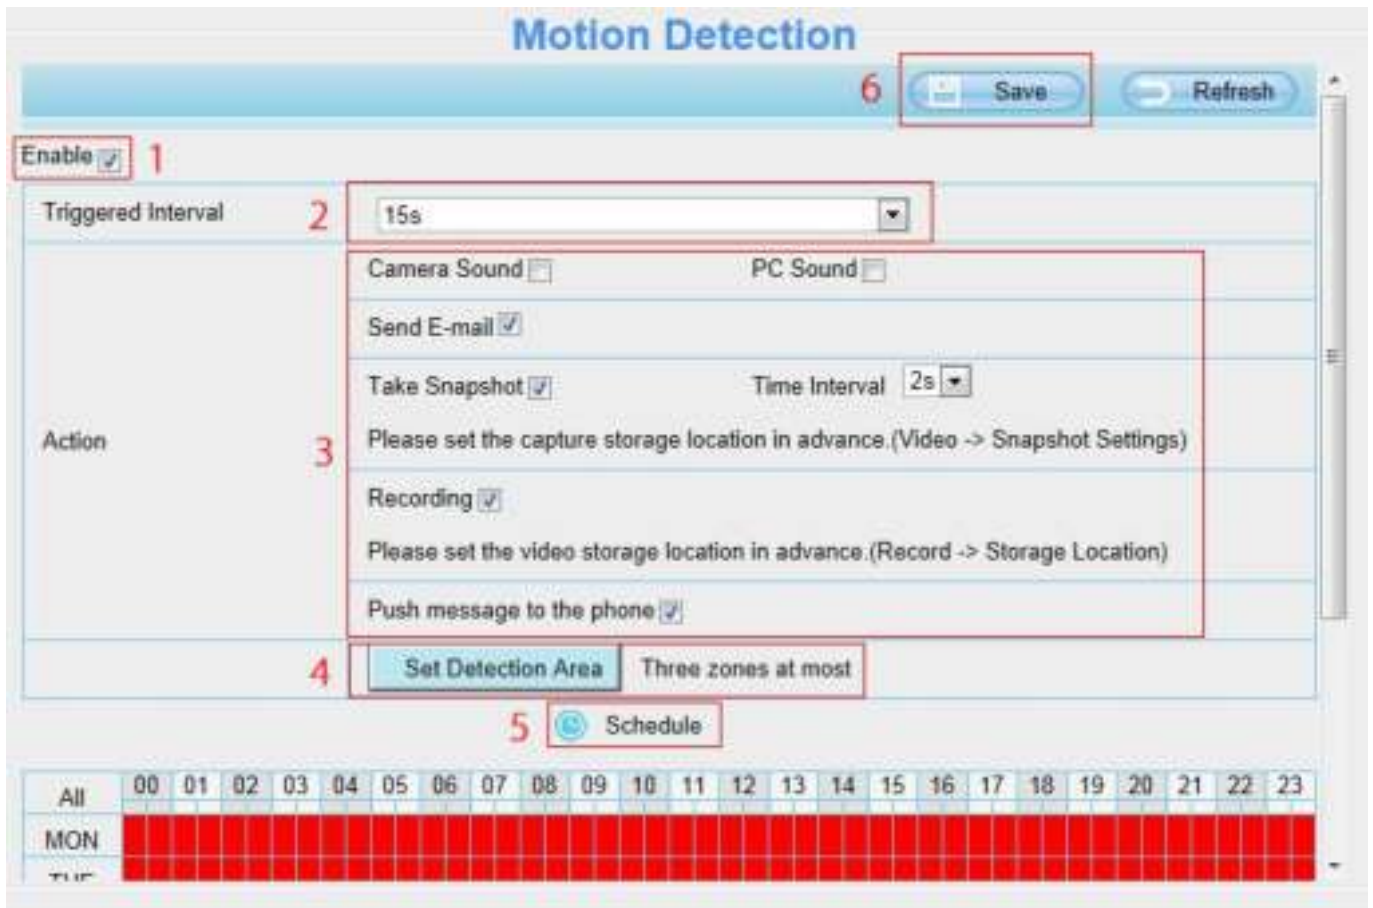 Motion Detection
6 Save Refresh
Enable 1
Triggered Interval 2 15s
Camera Sound PC Sound
Send E-mail
Take Snapshot Time Interval 2s
Action 3 Please set the capture storage location in advance.(Video -> Snapshot Settings)
Recording
Please set the video storage location in advance.(Record -> Storage Location)
Push message to the phone
4 Set Detection Area Three zones at most
5 Schedule
All 00 01 02 03 04 05 06 07 08 09 10 11 12 13 14 15 16 17 18 19 20 21 22 23
MON